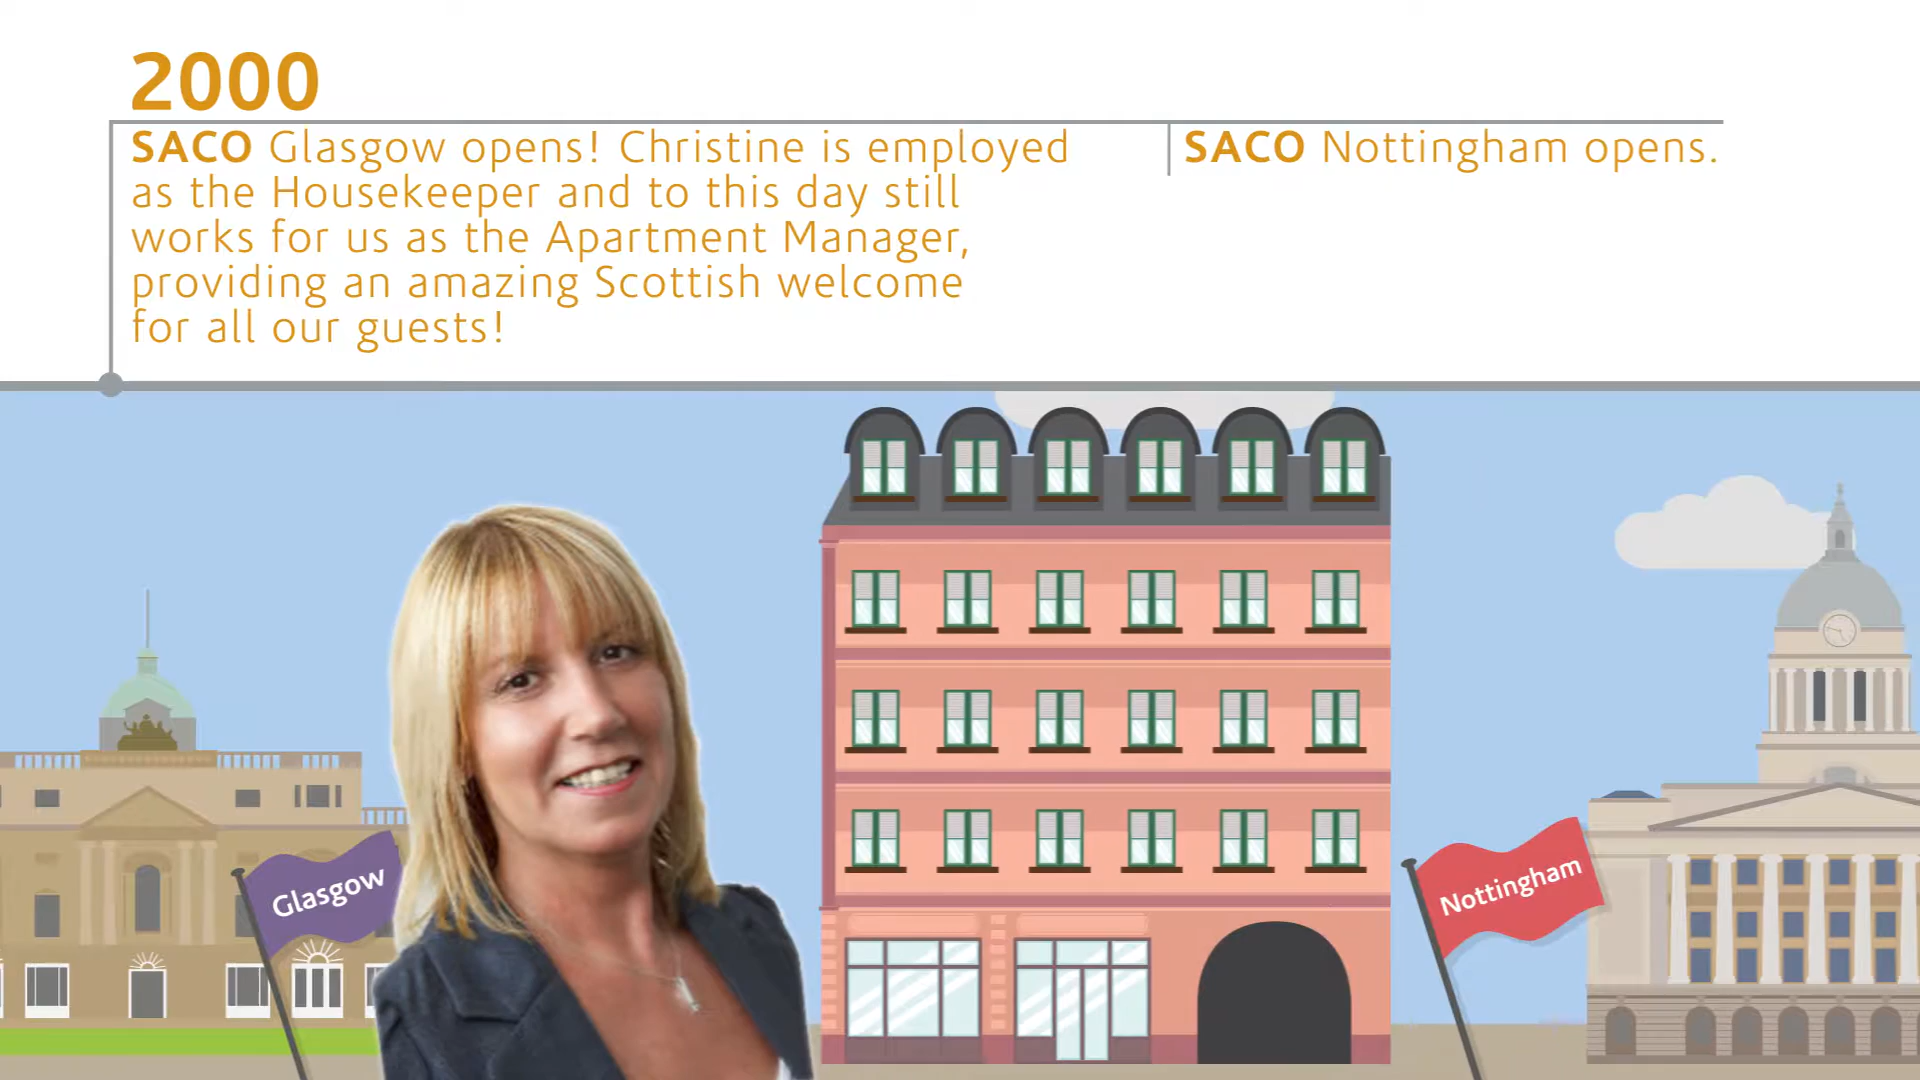 2000
SACO Glasgow opens! Christine is employed
as the Housekeeper and to this day still
works for us as the Apartment Manager,
providing an amazing Scottish welcome
for all our guests!
SACO Nottingham opens.
Glasgow
Nottingham